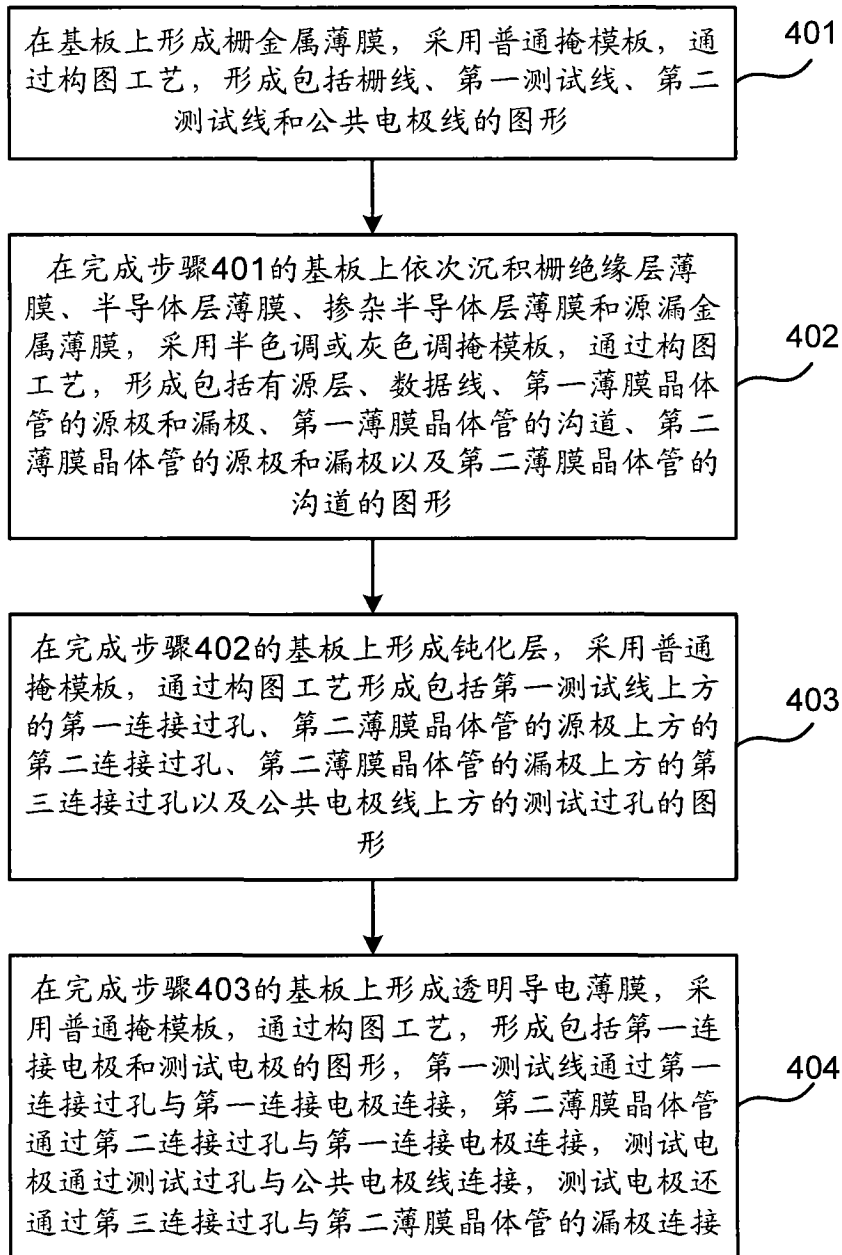 在基板上形成栅金属薄膜，采用普通掩模板，通
过构图工艺，形成包括栅线、第一测试线、第二
测试线和公共电极线的图形
401
在完成步骤401的基板上依次沉积栅绝缘层薄
膜、半导体层薄膜、掺杂半导体层薄膜和源漏金
属薄膜，采用半色调或灰色调掩模板，通过构图
工艺，形成包括有源层、数据线、第一薄膜晶体
管的源极和漏极、第一薄膜晶体管的沟道、第二
薄膜晶体管的源极和漏极以及第二薄膜晶体管的
沟道的图形
402
在完成步骤402的基板上形成钝化层，采用普通
掩模板，通过构图工艺形成包括第一测试线上方
的第一连接过孔、第二薄膜晶体管的源极上方的
第二连接过孔、第二薄膜晶体管的漏极上方的第
三连接过孔以及公共电极线上方的测试过孔的图
形
403
在完成步骤403的基板上形成透明导电薄膜，采
用普通掩模板，通过构图工艺，形成包括第一连
接电极和测试电极的图形，第一测试线通过第一
连接过孔与第一连接电极连接，第二薄膜晶体管
通过第二连接过孔与第一连接电极连接，测试电
极通过测试过孔与公共电极线连接，测试电极还
通过第三连接过孔与第二薄膜晶体管的漏极连接
404